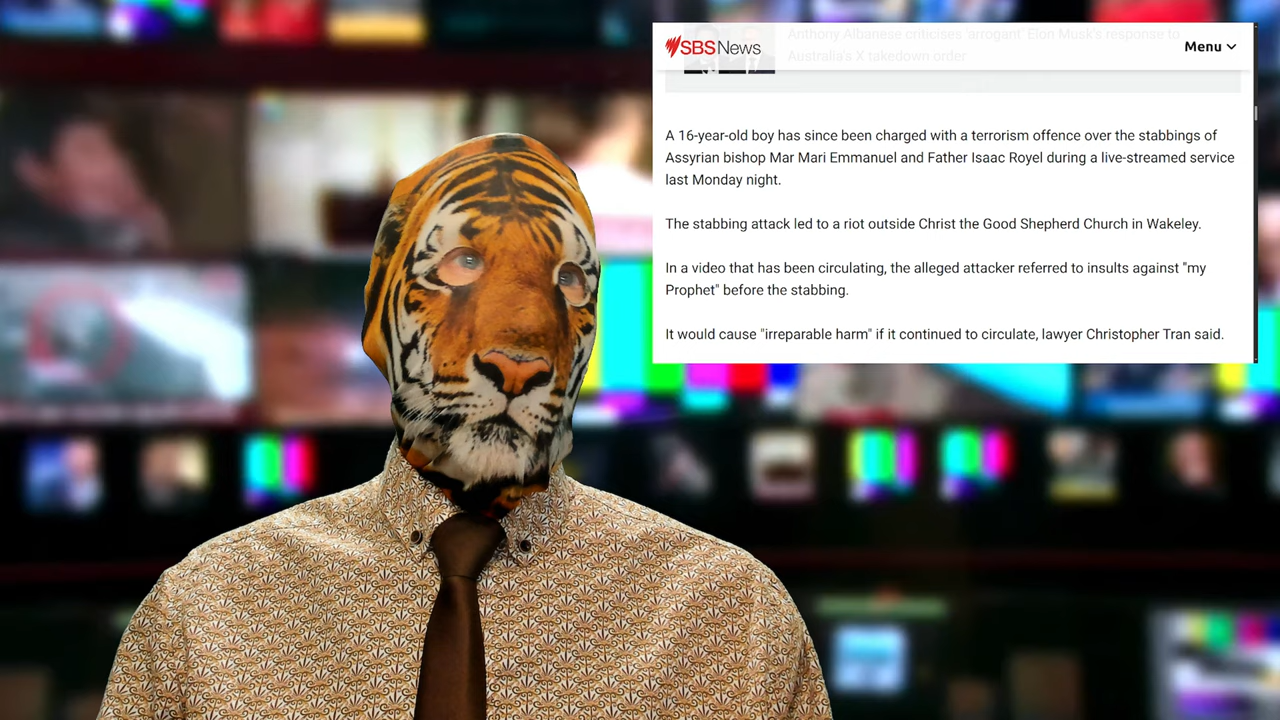 Anthony Albanese criticises 'arrogant' Elon Musk's response to
SBS News
Menu
Australia's X takedown order
A 16-year-old boy has since been charged with a terrorism offence over the stabbings of
Assyrian bishop Mar Mari Emmanuel and Father Isaac Royel during a live-streamed service
last Monday night.
The stabbing attack led to a riot outside Christ the Good Shepherd Church in Wakeley.
In a video that has been circulating, the alleged attacker referred to insults against "my
Prophet" before the stabbing.
It would cause "irreparable harm" if it continued to circulate, lawyer Christopher Tran said.